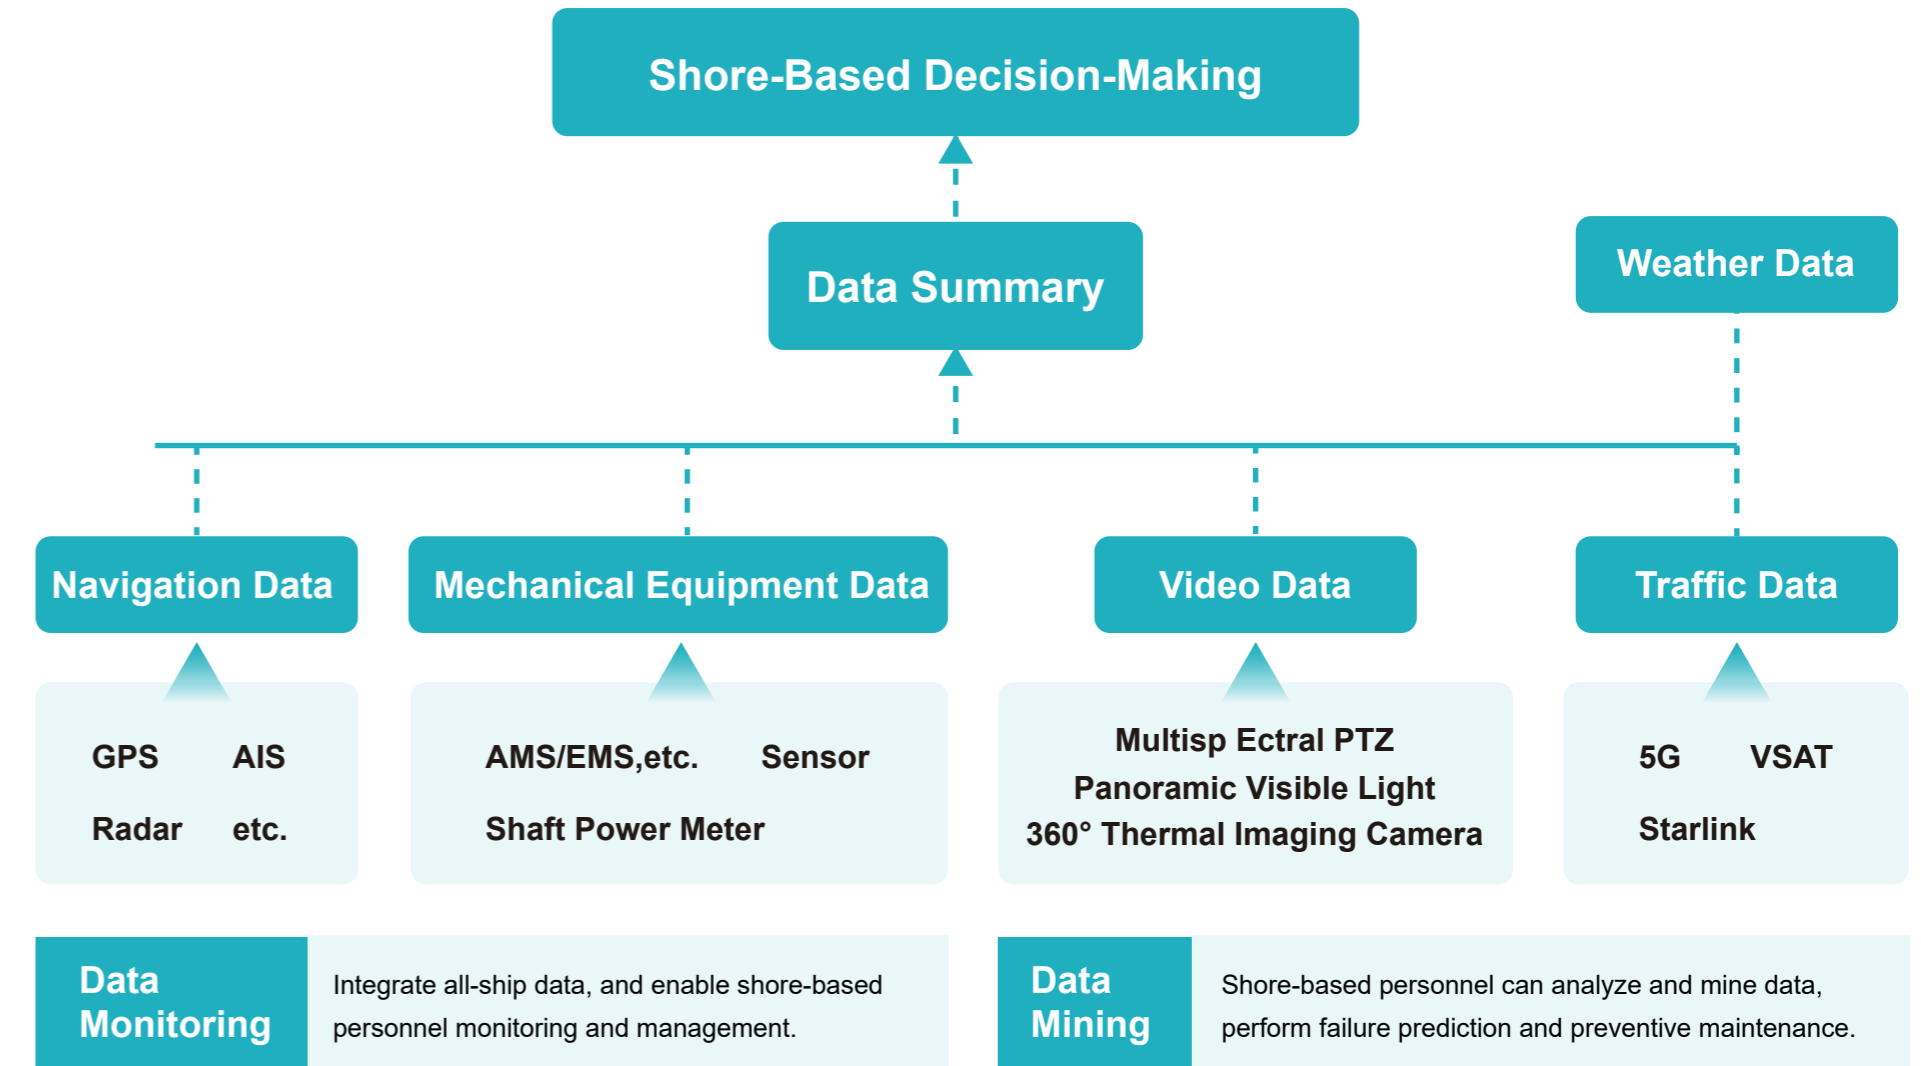 Shore-Based Decision-Making
Data Summary
Weather Data
Navigation Data
Mechanical Equipment Data
Video Data
Traffic Data
GPS AIS
Radar etc.
AMS/EMS,etc. Sensor
Shaft Power Meter
Multisp Ectral PTZ
Panoramic Visible Light
360° Thermal Imaging Camera
5G VSAT
Starlink
Data
Monitoring
Integrate all-ship data, and enable shore-based
personnel monitoring and management.
Data
Mining
Shore-based personnel can analyze and mine data,
perform failure prediction and preventive maintenance.